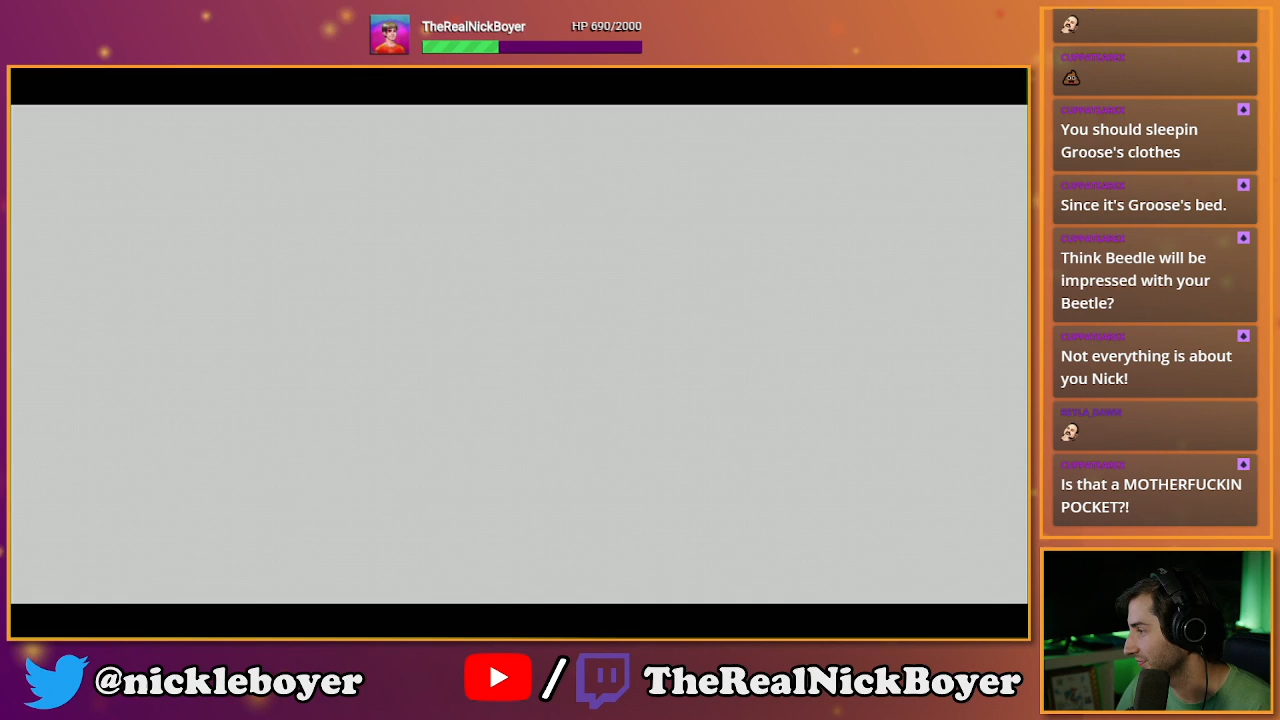 TheRealNickBoyer
HP 690/2000
You should sleepin
Groose's clothes
Since it's Groose's bed.
Think Beedle will be
impressed with your
Beetle?
Not everything is about
you Nick!
Is that a MOTHERFUCKIN
POCKET?!
@nickleboyer
/
TheRealNickBoyer